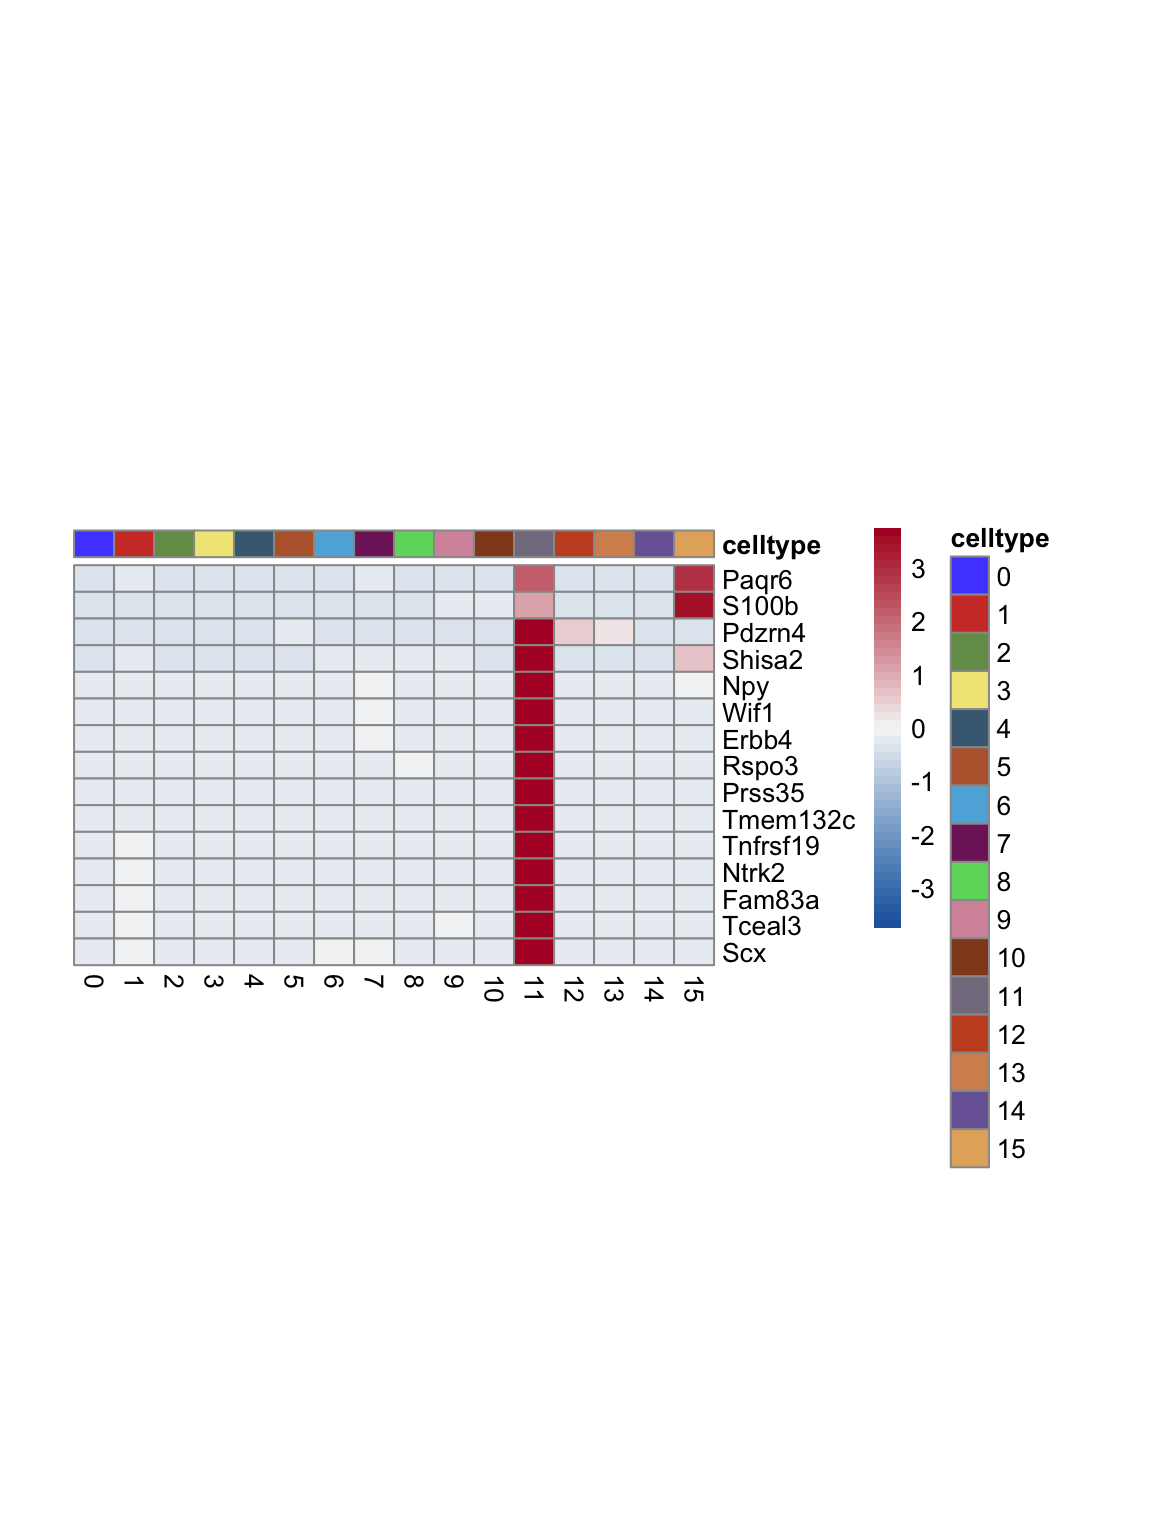 celltype
Paqr6
S100b
Pdzrn4
Shisa2
Npy
Wif1
Erbb4
Rspo3
Prss35
Tmem132c
Tnfrsf19
Ntrk2
Fam83a
Tceal3
Scx
0 1 2 3 4 5 6 7 8 9 10 11 12 13 14 15
3
2
1
0
-1
-2
-3
celltype
0
1
2
3
4
5
6
7
8
9
10
11
12
13
14
15